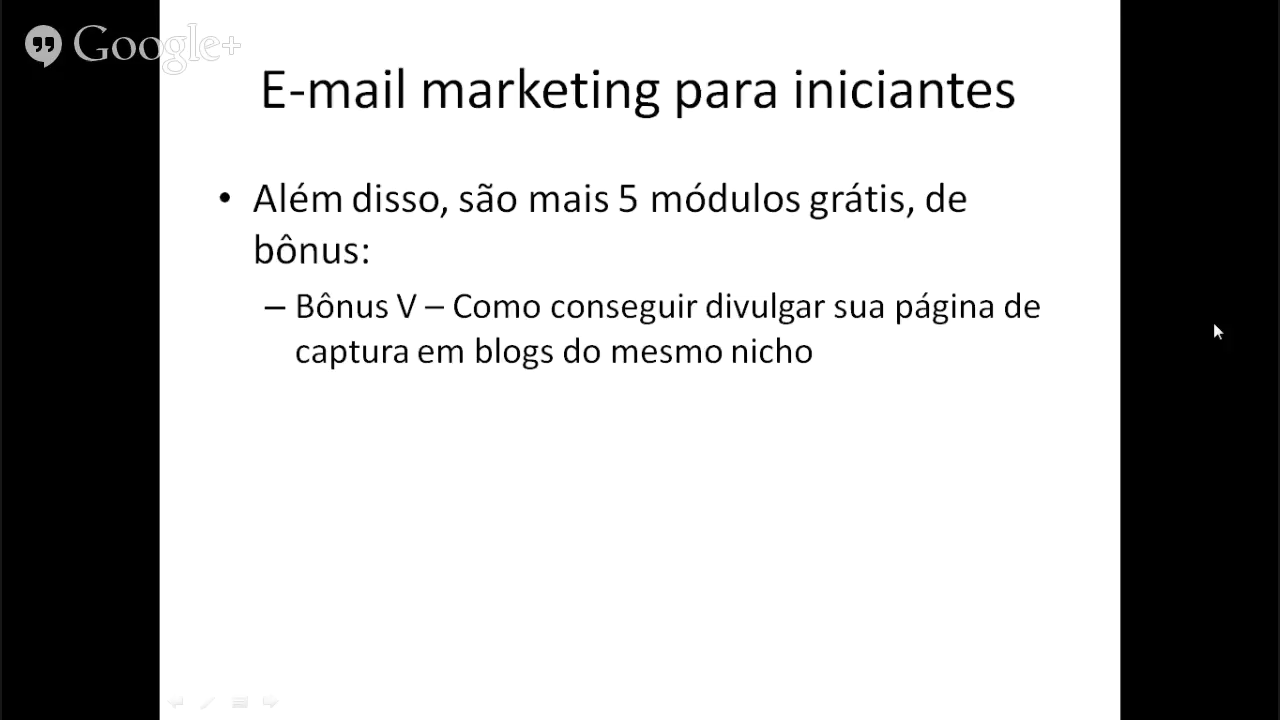 Google+
E-mail marketing para iniciantes
• Além disso, são mais 5 módulos grátis, de
bônus:
– Bônus V – Como conseguir divulgar sua página de
captura em blogs do mesmo nicho